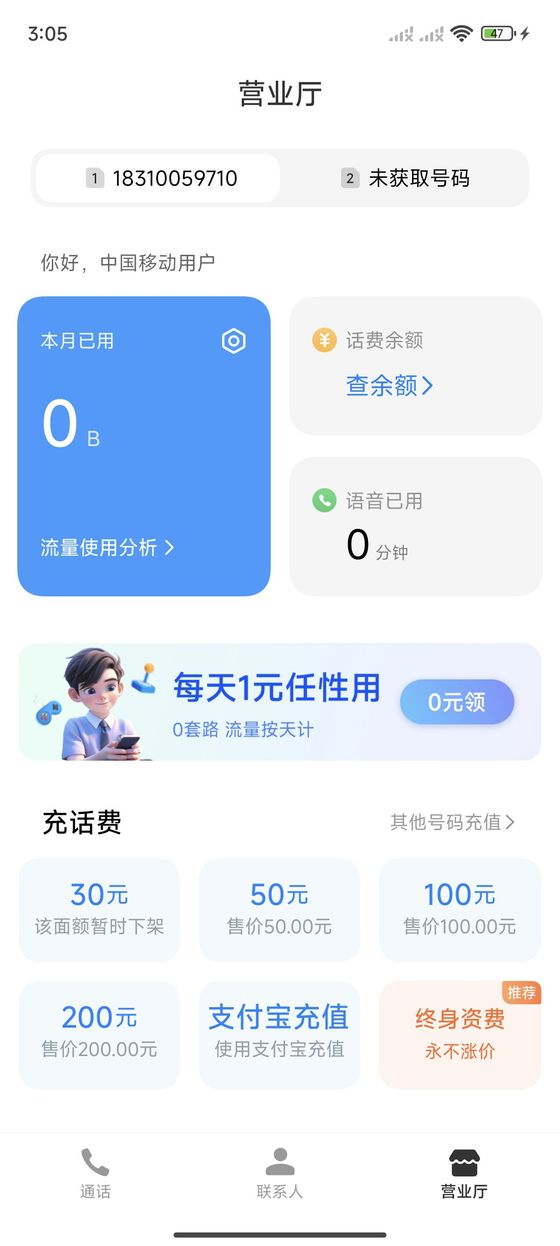 3:05
47
营业厅
1 18310059710
2 未获取号码
你好，中国移动用户
本月已用
0 B
流量使用分析
话费余额
查余额
语音已用
0 分钟
每天1元任性用
0套路 流量按天计
0元领
充话费
其他号码充值
30元
该面额暂时下架
50元
售价50.00元
100元
售价100.00元
200元
售价200.00元
支付宝充值
使用支付宝充值
推荐
终身资费
永不涨价
通话
联系人
营业厅